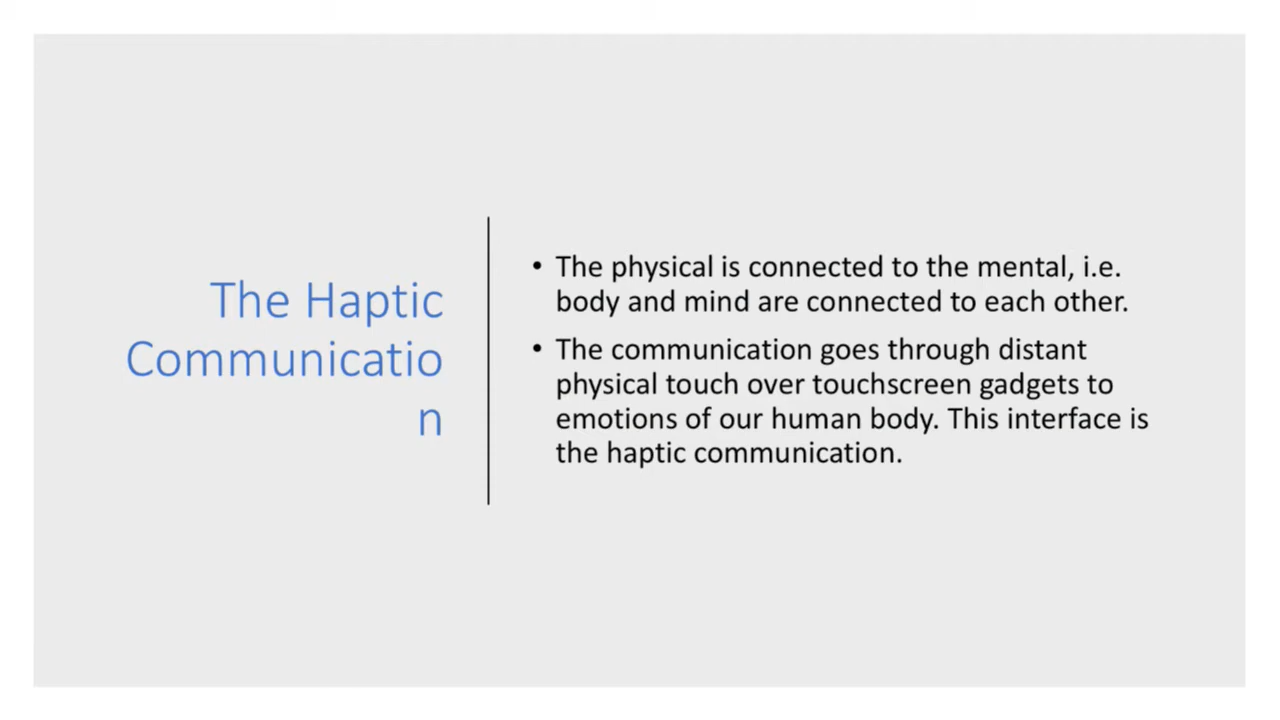 The Haptic
Communicatio
n
• The physical is connected to the mental, i.e.
body and mind are connected to each other.
• The communication goes through distant
physical touch over touchscreen gadgets to
emotions of our human body. This interface is
the haptic communication.